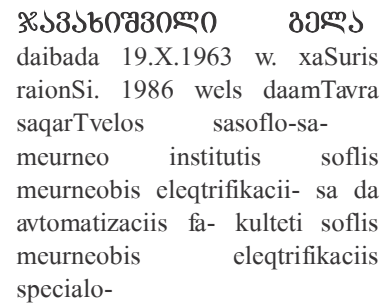 ჯავახიშვილი გელა
daibada 19.X.1963 w. xaSuris
raionSi. 1986 wels daamTavra
saqarTvelos sasoflo-sa-
meurneo institutis soflis
meurneobis eleqtrifikacii- sa da
avtomatizaciis fa- kulteti soflis
meurneobis eleqtrifikaciis
specialo-